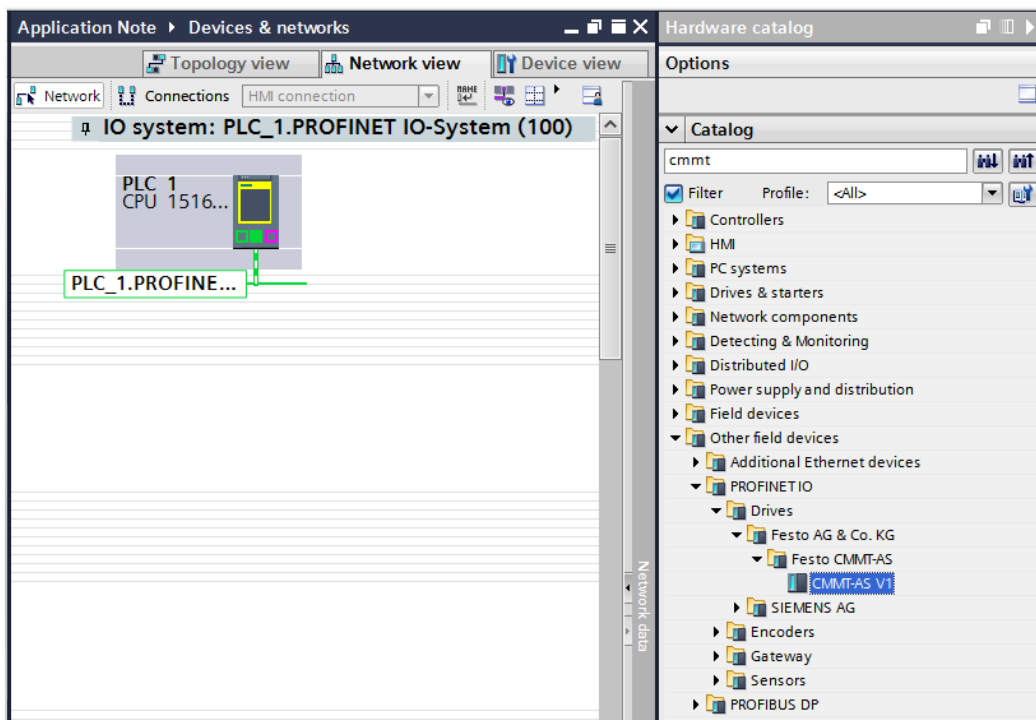 Application Note ▸ Devices & networks
Topology view
Network view
Device view
Network
Connections
HMI connection
NAME
IO system: PLC_1.PROFINET IO-System (100)
PLC 1
CPU 1516...
PLC_1.PROFINE...
Network data
Hardware catalog
Options
Catalog
cmmt
Filter
Profile:
<All>
Controllers
HMI
PC systems
Drives & starters
Network components
Detecting & Monitoring
Distributed I/O
Power supply and distribution
Field devices
Other field devices
Additional Ethernet devices
PROFINET IO
Drives
Festo AG & Co. KG
Festo CMMT-AS
CMMT-AS V1
SIEMENS AG
Encoders
Gateway
Sensors
PROFIBUS DP